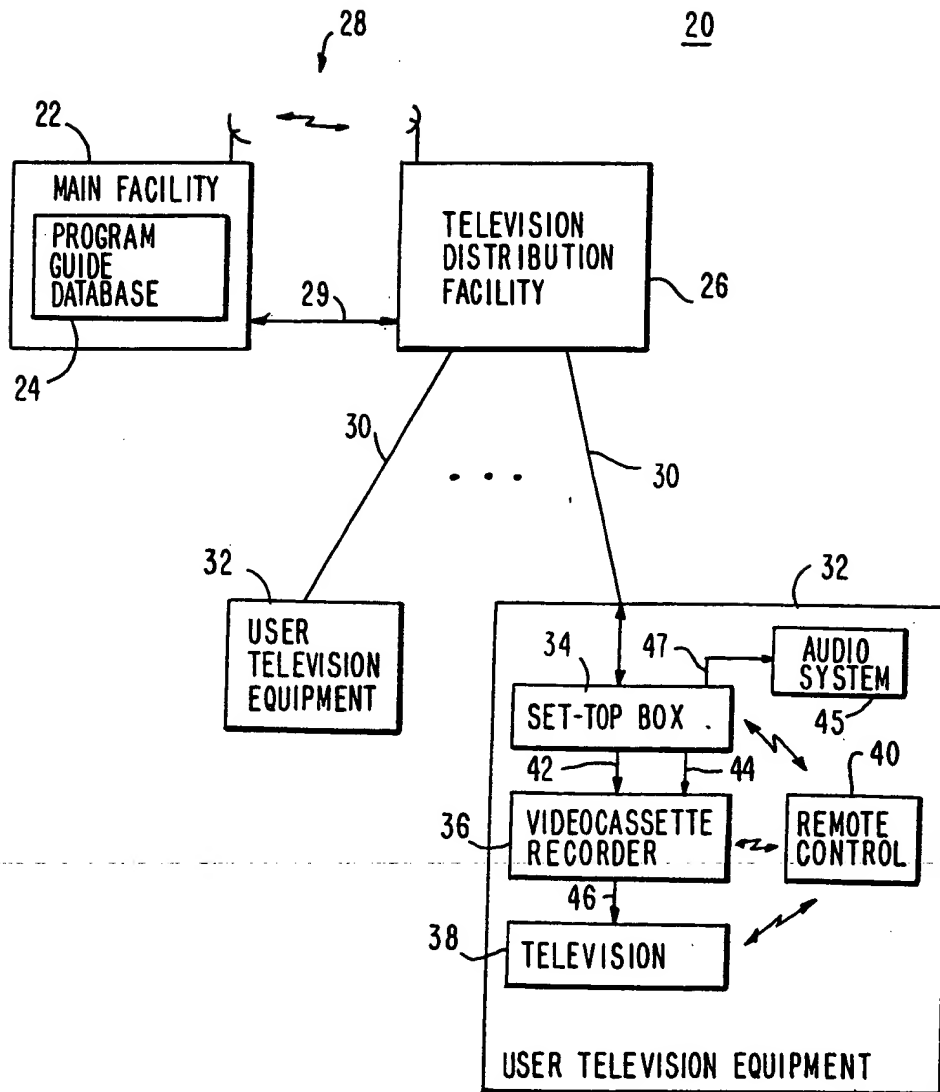 28
20
22
MAIN FACILITY
PROGRAM
GUIDE
DATABASE
24
29
TELEVISION
DISTRIBUTION
FACILITY
26
30
30
32
USER
TELEVISION
EQUIPMENT
32
34
47
AUDIO
SYSTEM
45
SET-TOP BOX
42
44
40
36
VIDEOCASSETTE
RECORDER
REMOTE
CONTROL
46
38
TELEVISION
USER TELEVISION EQUIPMENT